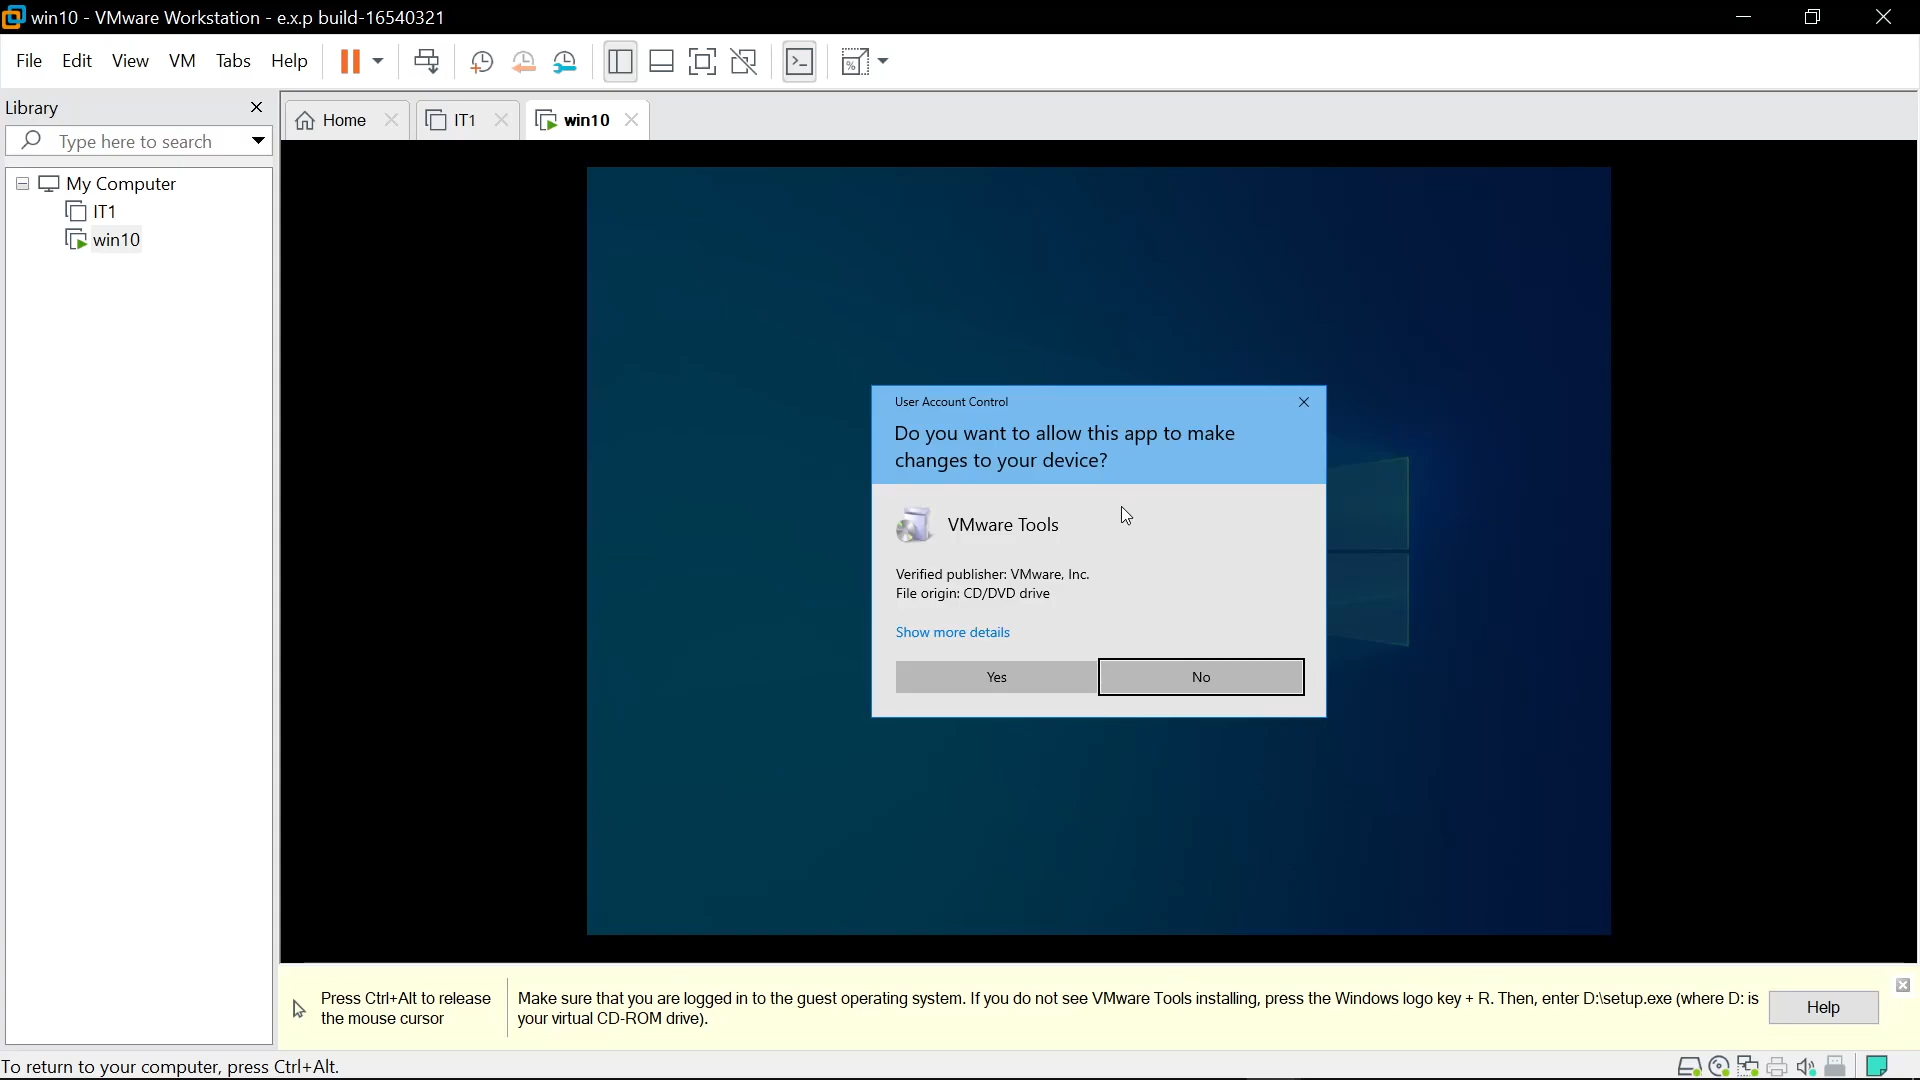 win10 - VMware Workstation - e.x.p build-16540321
File Edit View VM Tabs Help
Library
Type here to search
My Computer
IT1
win10
Home
IT1
win10
%
User Account Control
Do you want to allow this app to make
changes to your device?
VMware Tools
Verified publisher: VMware, Inc.
File origin: CD/DVD drive
Show more details
Yes
No
Press Ctrl+Alt to release
the mouse cursor
Make sure that you are logged in to the guest operating system. If you do not see VMware Tools installing, press the Windows logo key + R. Then, enter D:\setup.exe (where D: is
your virtual CD-ROM drive).
Help
To return to your computer, press Ctrl+Alt.